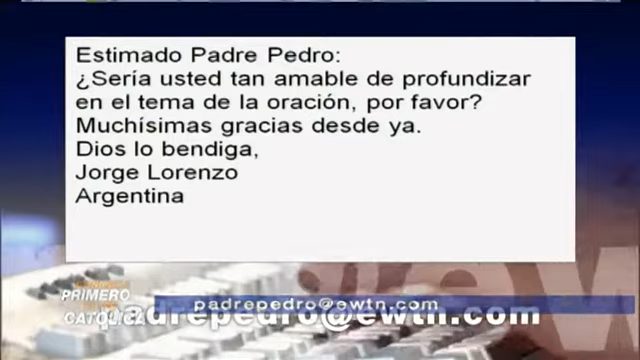 Estimado Padre Pedro:
¿Sería usted tan amable de profundizar
en el tema de la oración, por favor?
Muchísimas gracias desde ya.
Dios lo bendiga,
Jorge Lorenzo
Argentina
PRIMERO
CATÓLICA
padrepedro@ewtn.com
padrepedro@ewtn.com